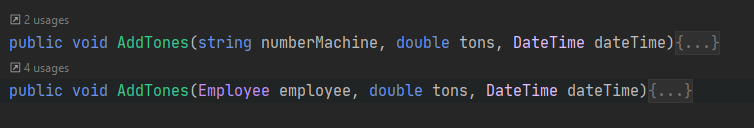 2 usages
public void AddTones(string numberMachine, double tons, DateTime dateTime){...}
4 usages
public void AddTones(Employee employee, double tons, DateTime dateTime){...}